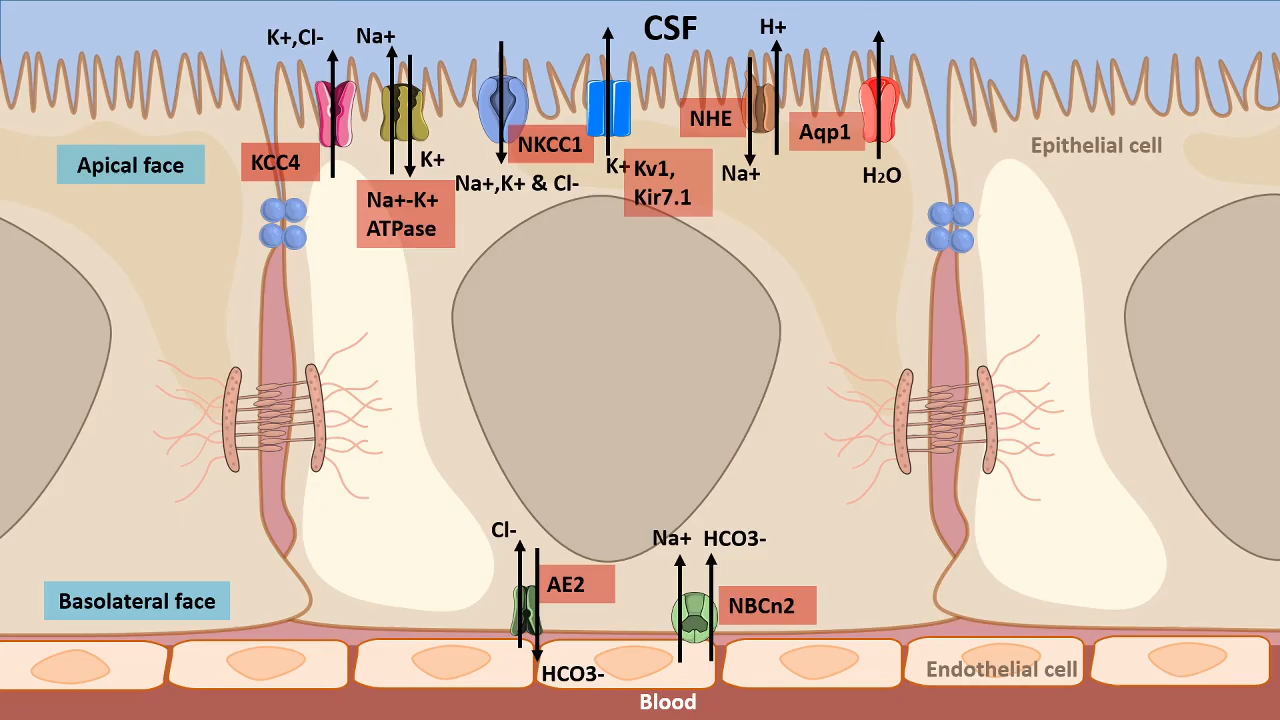 CSF
K+,Cl-
Na+
H+
KCC4
K+
Na+-K+
ATPase
NKCC1
Na+,K+ & Cl-
K+
Kv1,
Kir7.1
NHE
Na+
Aqp1
H₂O
Epithelial cell
Apical face
Cl-
AE2
HCO3-
Na+
HCO3-
NBCn2
Basolateral face
Endothelial cell
Blood